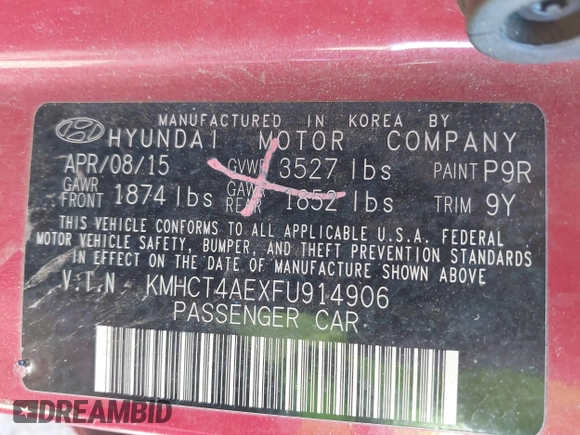 MANUFACTURED IN KOREA BY
HYUNDAI MOTOR COMPANY
APR/08/15 GVWR 3527 lbs PAINT P9R
GAWR FRONT 1874 lbs GAWR REAR 1852 lbs TRIM 9Y
THIS VEHICLE CONFORMS TO ALL APPLICABLE U.S.A. FEDERAL
MOTOR VEHICLE SAFETY, BUMPER, AND THEFT PREVENTION STANDARDS
IN EFFECT ON THE DATE OF MANUFACTURE SHOWN ABOVE.
V.I.N KMHCT4AEXFU914906
PASSENGER CAR
DREAMBID